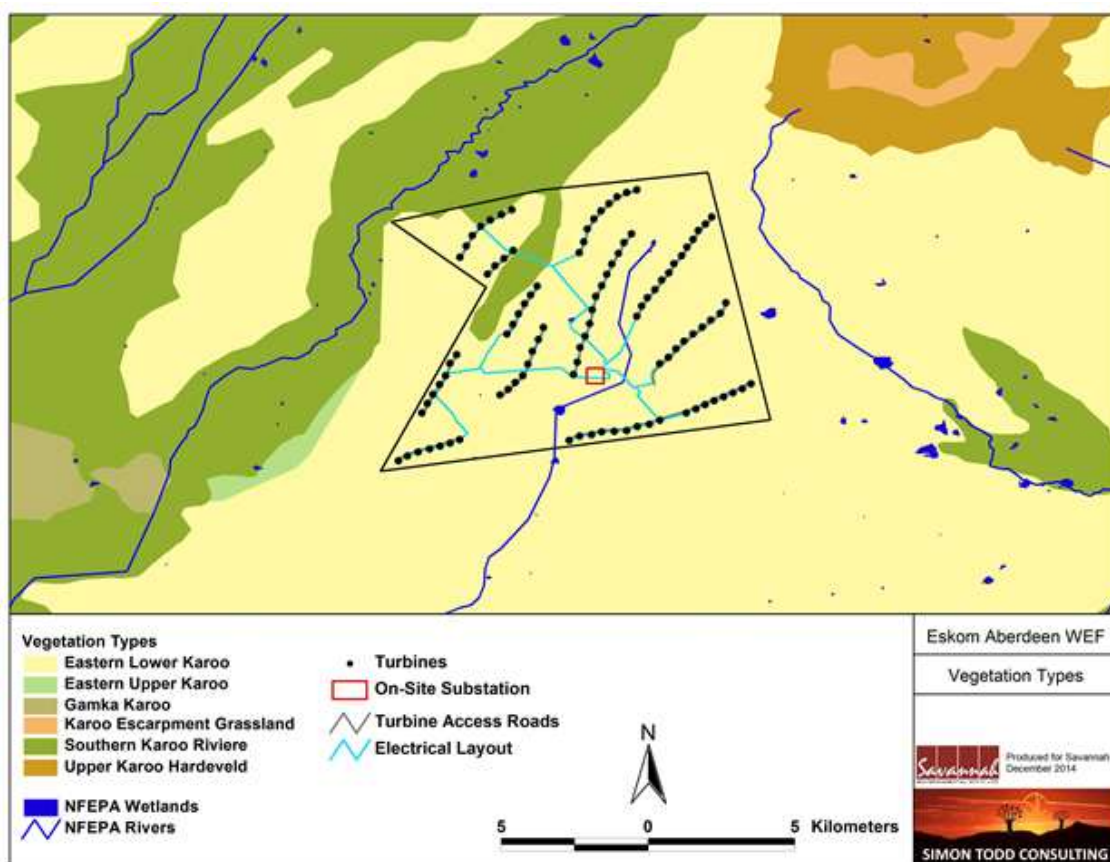 Vegetation Types
Eastern Lower Karoo
Eastern Upper Karoo
Gamka Karoo
Karoo Escarpment Grassland
Southern Karoo Riviere
Upper Karoo Hardeveld
NFEPA Wetlands
NFEPA Rivers
Turbines
On-Site Substation
Turbine Access Roads
Electrical Layout
N
5 0 5 Kilometers
Eskom Aberdeen WEF
Vegetation Types
Savannah
Produced for Savannah
December 2014
SIMON TODD CONSULTING